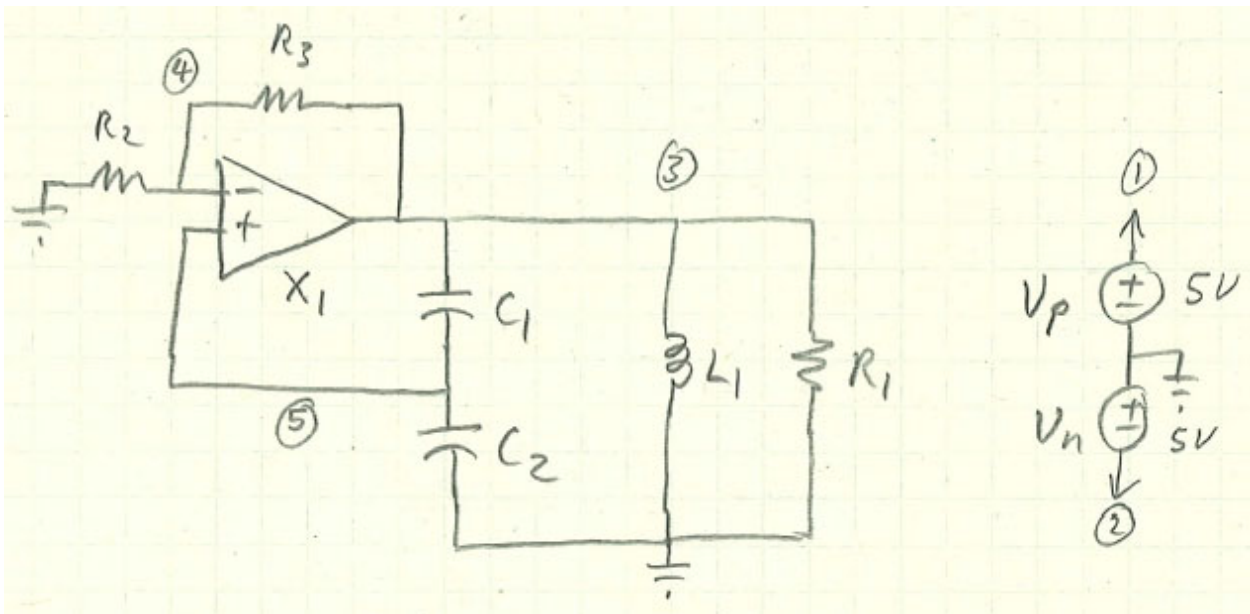 R3
④
R2
③
①
−
+
X1
C1
Vp
±
5V
L1
R1
⑤
C2
Vn
±
5V
②